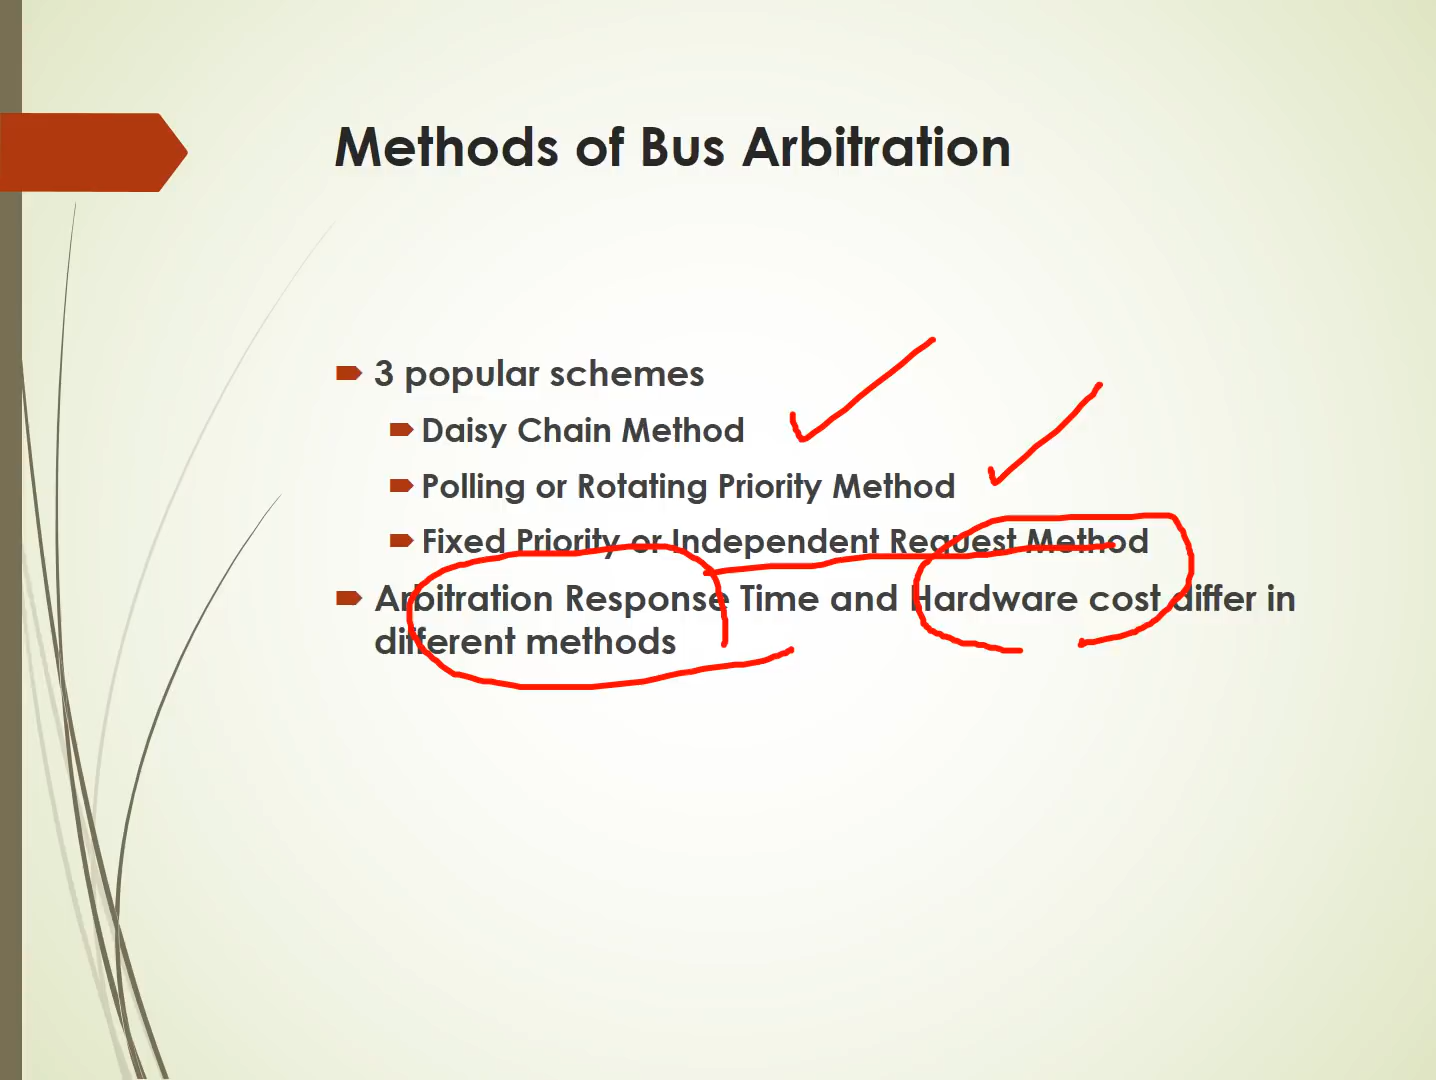 Methods of Bus Arbitration
3 popular schemes
Daisy Chain Method
Polling or Rotating Priority Method
Fixed Priority or Independent Request Method
Arbitration Response Time and Hardware cost differ in
different methods